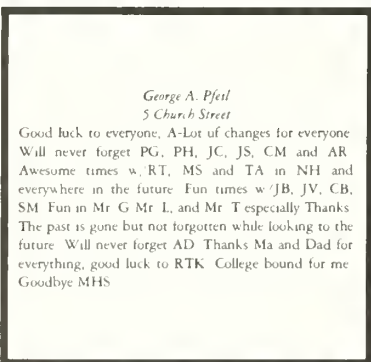 George A. Pfeil
5 Church Street
Good luck to everyone, A-Lot of changes for everyone
Will never forget PG, PH, JC, JS, CM and AR
Awesome times w/RT, MS and TA in NH and
everywhere in the future Fun times w/JB, JV, CB,
SM Fun in Mr G Mr L, and Mr T especially Thanks
The past is gone but not forgotten while looking to the
future Will never forget AD Thanks Ma and Dad for
everything, good luck to RTK College bound for me
Goodbye MHS